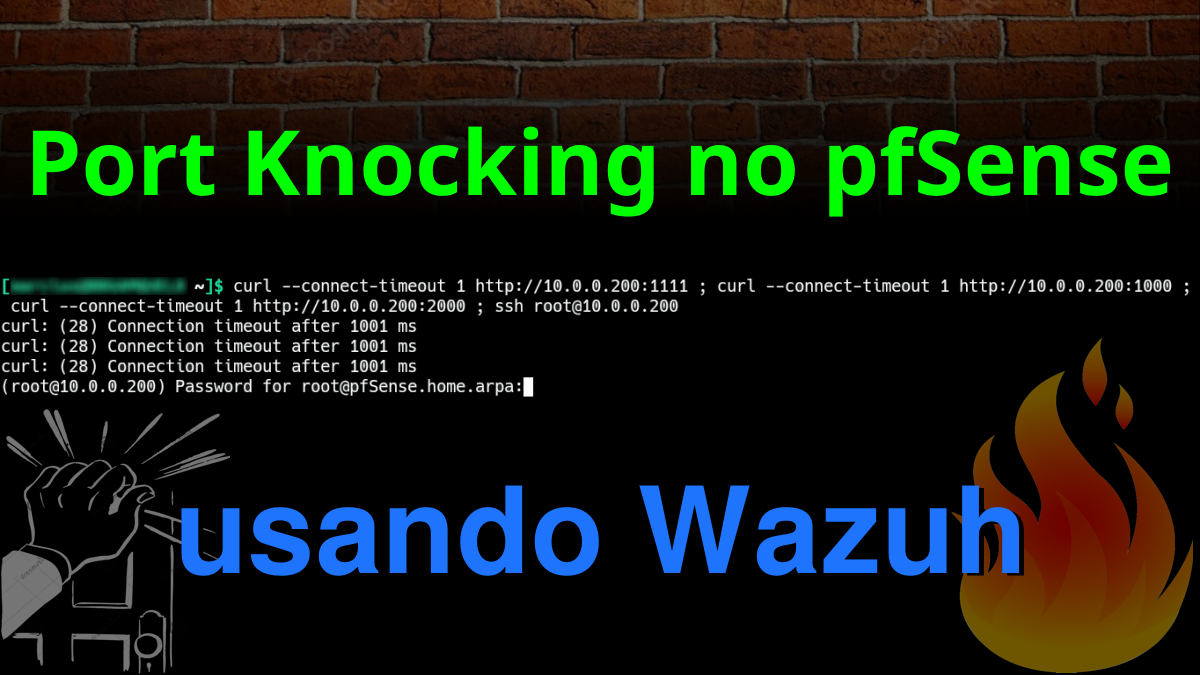 Port Knocking no pfSense
[ ~]$ curl --connect-timeout 1 http://10.0.0.200:1111 ; curl --connect-timeout 1 http://10.0.0.200:1000 ;
curl --connect-timeout 1 http://10.0.0.200:2000 ; ssh root@10.0.0.200
curl: (28) Connection timeout after 1001 ms
curl: (28) Connection timeout after 1001 ms
curl: (28) Connection timeout after 1001 ms
(root@10.0.0.200) Password for root@pfSense.home.arpa:
usando Wazuh